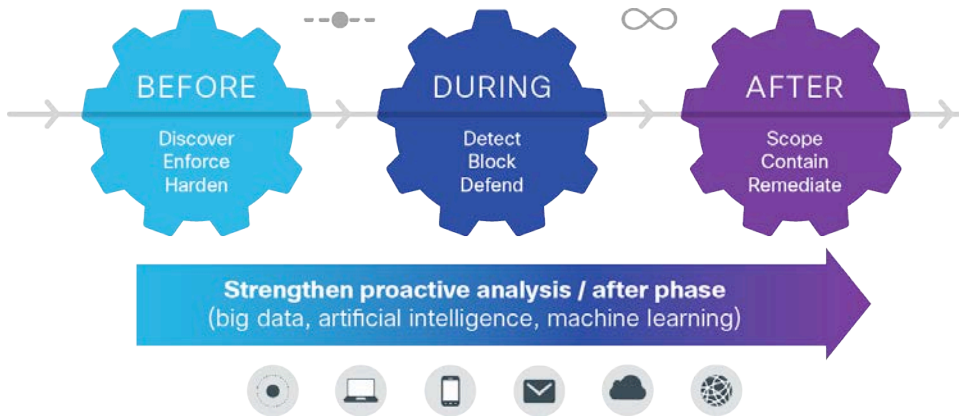 BEFORE
Discover
Enforce
Harden
DURING
Detect
Block
Defend
AFTER
Scope
Contain
Remediate
Strengthen proactive analysis / after phase
(big data, artificial intelligence, machine learning)